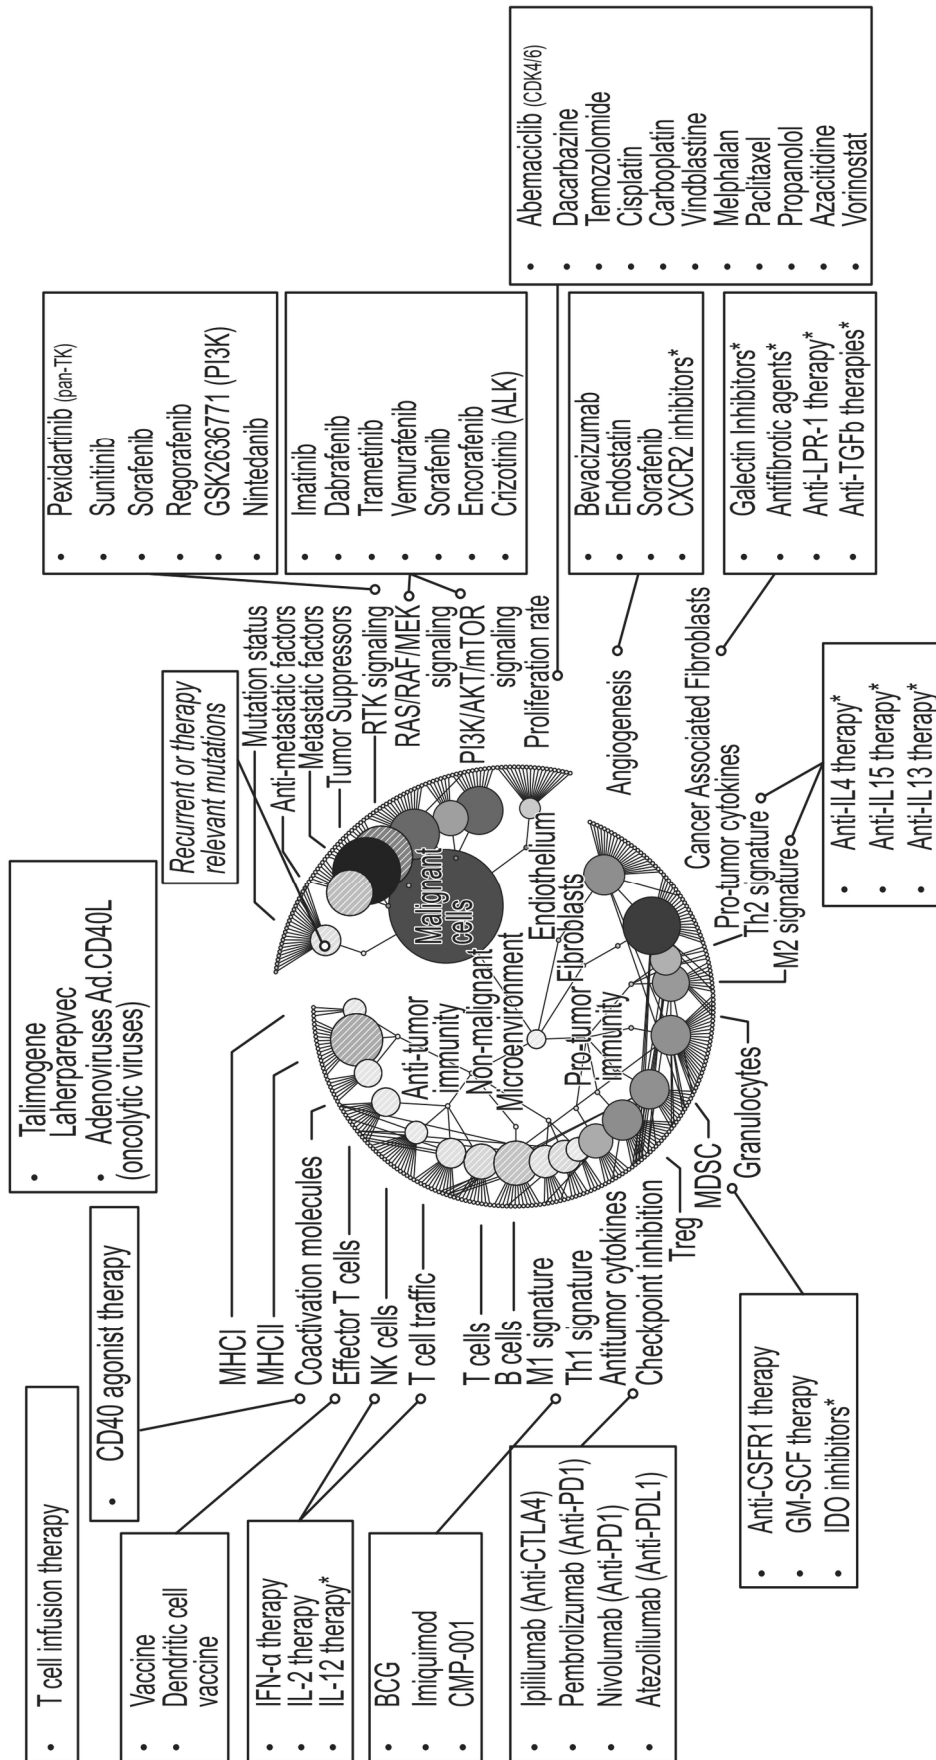 • T cell infusion therapy
• CD40 agonist therapy
• Talimogene
Laherparepvec
• Adenoviruses Ad.CD40L
(oncolytic viruses)
• Vaccine
• Dendritic cell
vaccine
• IFN-α therapy
• IL-2 therapy
• IL-12 therapy*
• BCG
• Imiquimod
• CMP-001
• Ipililumab (Anti-CTLA4)
• Pembrolizumab (Anti-PD1)
• Nivolumab (Anti-PD1)
• Atezolilumab (Anti-PDL1)
• Anti-CSFR1 therapy
• GM-SCF therapy
• IDO inhibitors*
MHCI
MHCII
Coactivation molecules
Effector T cells
NK cells
T cell traffic
T cells
B cells
M1 signature
Th1 signature
Antitumor cytokines
Checkpoint inhibition
Treg
MDSC
Granulocytes
M2 signature
Th2 signature
Pro-tumor cytokines
Cancer Associated Fibroblasts
Anti-tumor
immunity
Non-malignant
Microenvironment
Pro-tumor
Immunity
Fibroblasts
Endothelium
Malignant
cells
Recurrent or therapy
relevant mutations
Mutation status
Anti-metastatic factors
Metastatic factors
Tumor Suppressors
RTK signaling
RAS/RAF/MEK
signaling
PI3K/AKT/mTOR
signaling
Proliferation rate
Angiogenesis
• Pexidartinib (pan-TK)
• Sunitinib
• Sorafenib
• Regorafenib
• GSK2636771 (PI3K)
• Nintedanib
• Imatinib
• Dabrafenib
• Trametinib
• Vemurafenib
• Sorafenib
• Encorafenib
• Crizotinib (ALK)
• Abemaciclib (CDK4/6)
• Dacarbazine
• Temozolomide
• Cisplatin
• Carboplatin
• Vindblastine
• Melphalan
• Paclitaxel
• Propanolol
• Azacitidine
• Vorinostat
• Bevacizumab
• Endostatin
• Sorafenib
• CXCR2 inhibitors*
• Galectin Inhibitors*
• Antifibrotic agents*
• Anti-LPR-1 therapy*
• Anti-TGFb therapies*
• Anti-IL4 therapy*
• Anti-IL15 therapy*
• Anti-IL13 therapy*